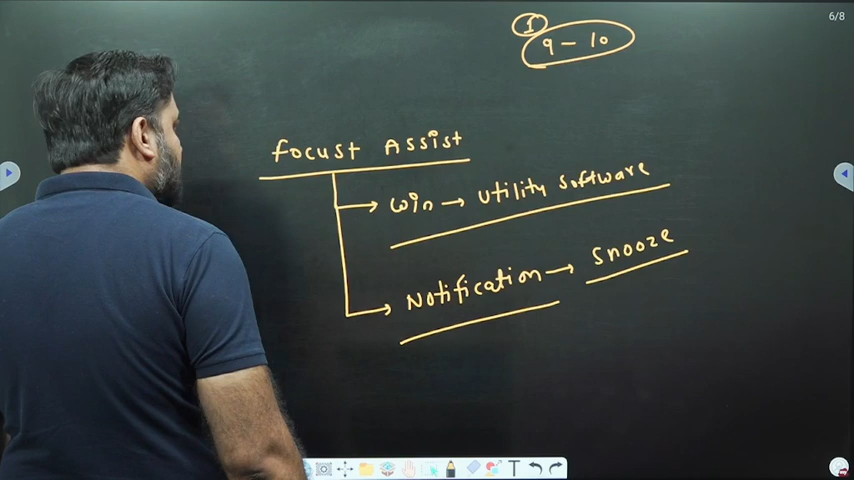 6/8
1
9 - 10
Focust Assist
win → utility software
Notification → snooze
T